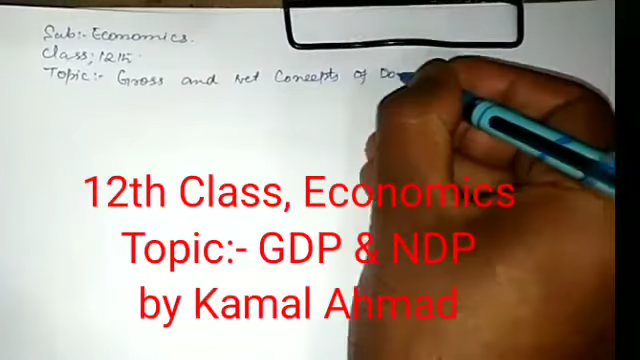 Sub:- Economics.
Class; 12th
Topic:- Gross and Net Concepts of Do
12th Class, Economics
Topic:- GDP & NDP
by Kamal Ahmad